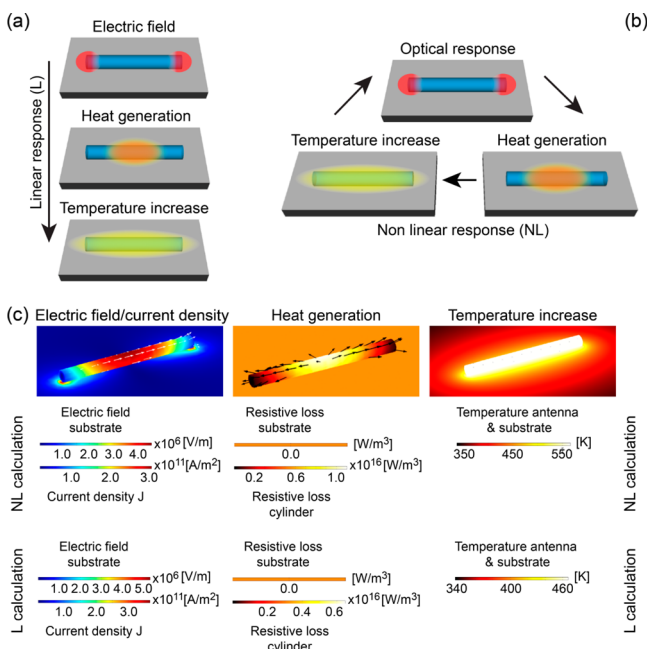 (a)
Electric field
Linear response (L)
Heat generation
Temperature increase
(b)
Optical response
Temperature increase
Heat generation
Non linear response (NL)
(c)
Electric field/current density
Heat generation
Temperature increase
NL calculation
Electric field
substrate
x10⁶ [V/m]
1.0 2.0 3.0 4.0
x10¹¹[A/m²]
1.0 2.0 3.0
Current density J
Resistive loss
substrate
[W/m³]
0.0
x10¹⁶[W/m³]
0.2 0.6 1.0
Resistive loss
cylinder
Temperature antenna
& substrate
[K]
350 450 550
NL calculation
L calculation
Electric field
substrate
x10⁶ [V/m]
1.0 2.0 3.0 4.0 5.0
x10¹¹[A/m²]
1.0 2.0 3.0
Current density J
Resistive loss
substrate
[W/m³]
0.0
x10¹⁶[W/m³]
0.2 0.4 0.6
Resistive loss
cylinder
Temperature antenna
& substrate
[K]
340 400 460
L calculation